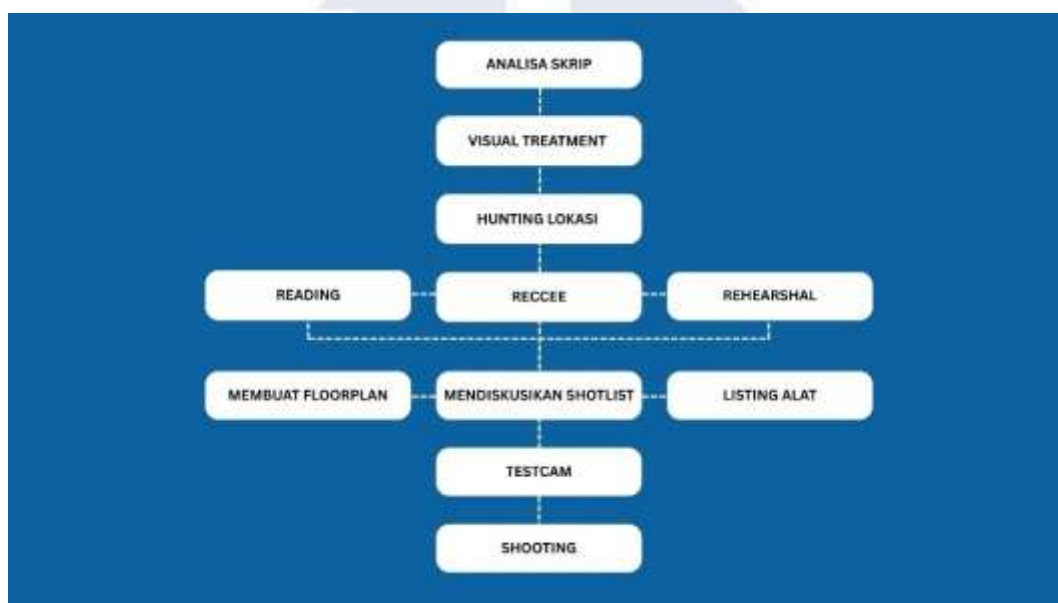 ANALISA SKRIP
VISUAL TREATMENT
HUNTING LOKASI
READING
RECCEE
REHEARSHAL
MEMBUAT FLOORPLAN
MENDISKUSIKAN SHOTLIST
LISTING ALAT
TESTCAM
SHOOTING